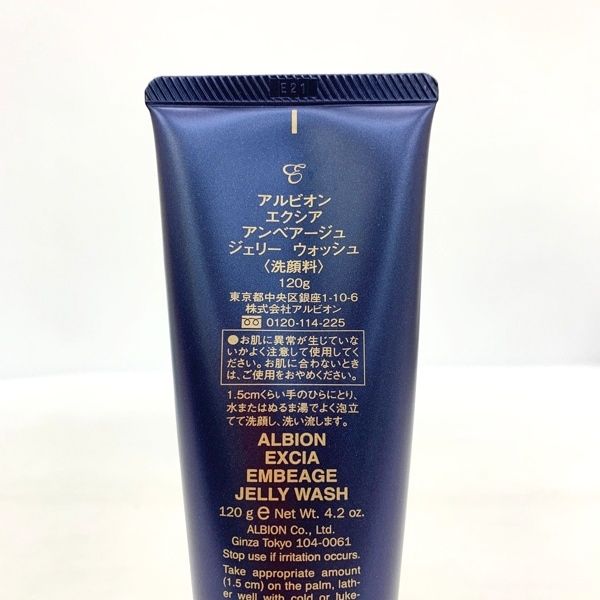 E21
アルビオン
エクシア
アンベアージュ
ジェリー ウォッシュ
〈洗顔料〉
120g
東京都中央区銀座1-10-6
株式会社アルビオン
0120-114-225
●お肌に異常が生じていな
いかよく注意して使用してく
ださい。お肌に合わないとき
は、ご使用をおやめください。
1.5cmくらい手のひらにとり、
水またはぬるま湯でよく泡立
てて洗顔し、洗い流します。
ALBION
EXCIA
EMBEAGE
JELLY WASH
120 g e Net Wt. 4.2 oz.
ALBION Co., Ltd.
Ginza Tokyo 104-0061
Stop use if irritation occurs.
Take appropriate amount
(1.5 cm) on the palm, lath-
er well with cold or luke-